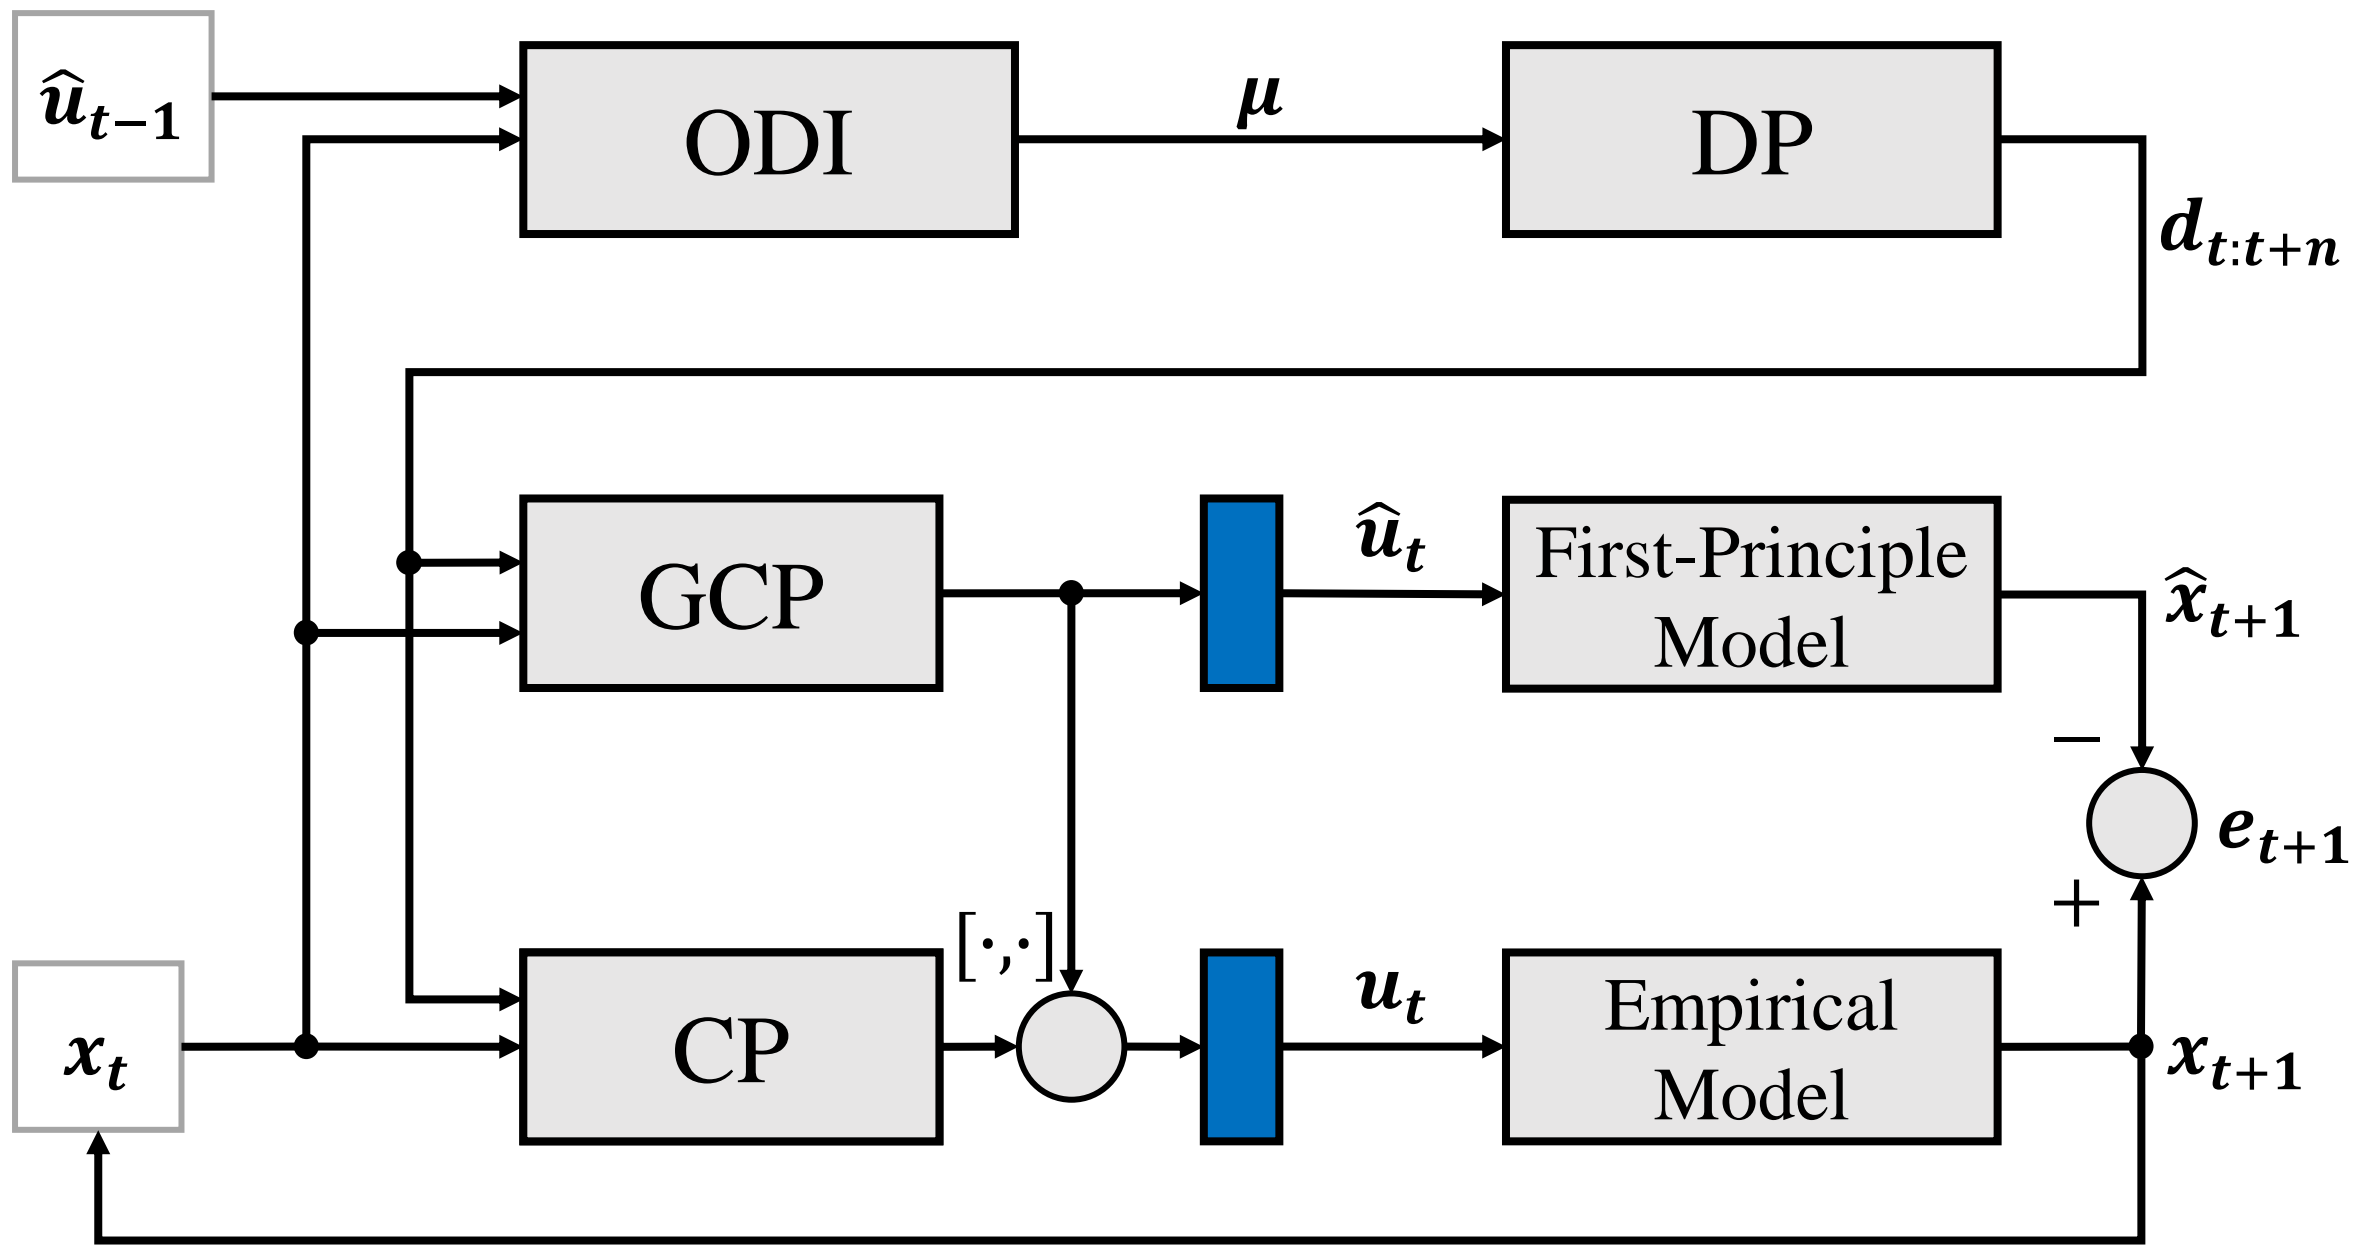 û_{t−1}
ODI
μ
DP
d_{t:t+n}
GCP
û_t
First-Principle
Model
x̂_{t+1}
−
e_{t+1}
+
x_t
CP
[·,·]
u_t
Empirical
Model
x_{t+1}